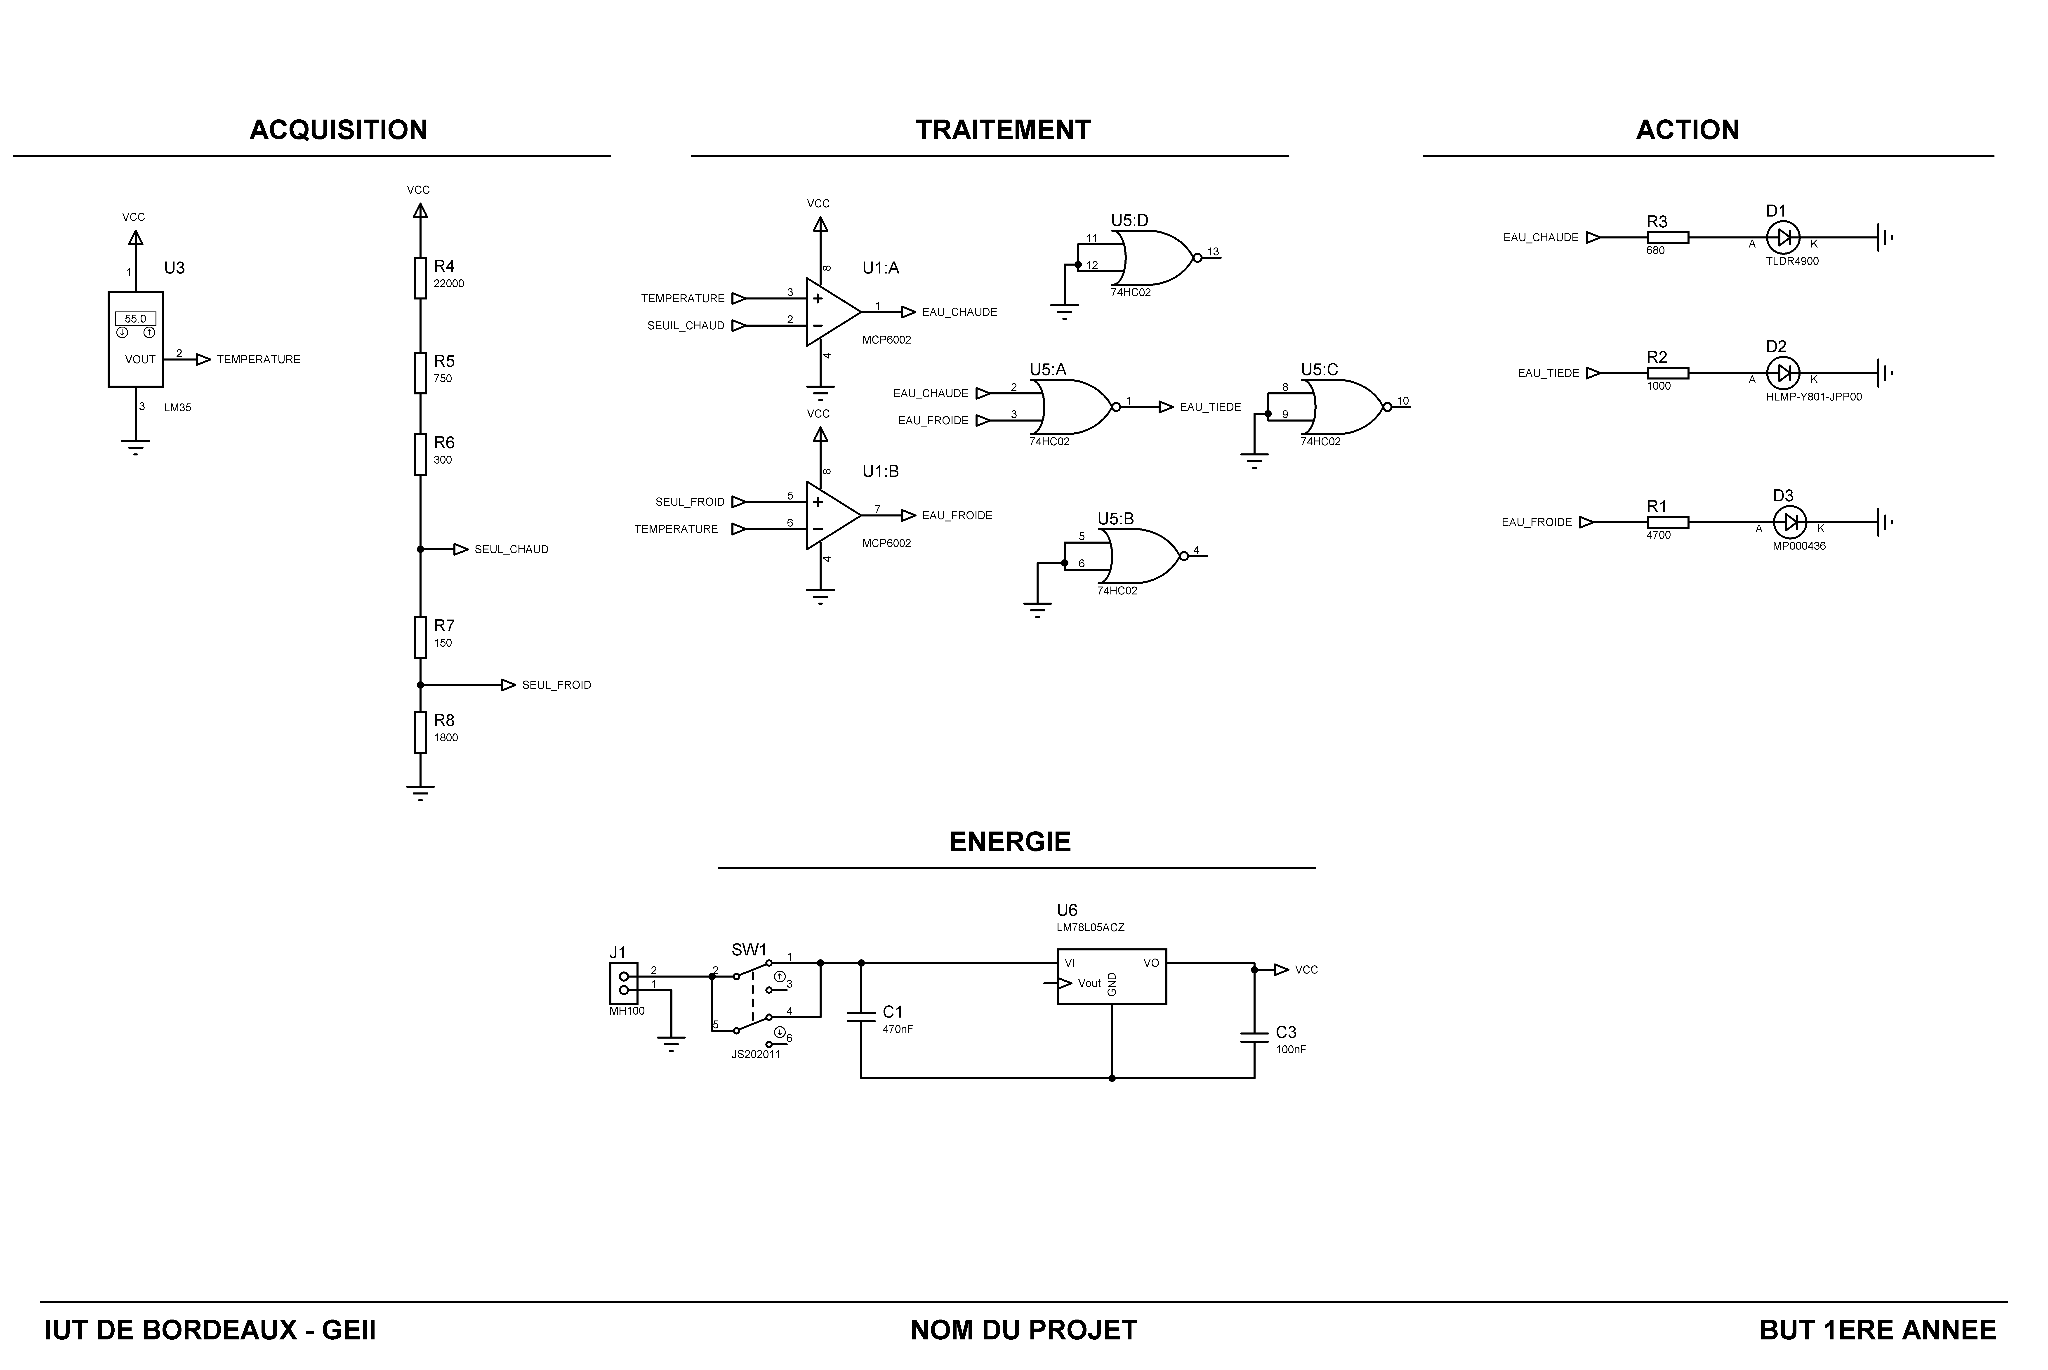 ACQUISITION
TRAITEMENT
ACTION
VCC
1
U3
55.0
VOUT
2
TEMPERATURE
3
LM35
VCC
R4
22000
R5
750
R6
300
SEUL_CHAUD
R7
150
SEUL_FROID
R8
1800
VCC
8
U1:A
TEMPERATURE
3
+
1
EAU_CHAUDE
SEUIL_CHAUD
2
−
MCP6002
4
VCC
8
U1:B
SEUL_FROID
5
+
7
EAU_FROIDE
TEMPERATURE
6
−
MCP6002
4
U5:D
11
13
12
74HC02
U5:A
EAU_CHAUDE
2
1
EAU_TIEDE
EAU_FROIDE
3
74HC02
U5:C
8
10
9
74HC02
U5:B
5
4
6
74HC02
EAU_CHAUDE
R3
680
D1
A
K
TLDR4900
EAU_TIEDE
R2
1000
D2
A
K
HLMP-Y801-JPP00
EAU_FROIDE
R1
4700
D3
A
K
MP000436
ENERGIE
J1
2
1
MH100
SW1
2
1
3
5
4
6
JS202011
C1
470nF
U6
LM78L05ACZ
VI
VO
Vout
GND
VCC
C3
100nF
IUT DE BORDEAUX - GEII
NOM DU PROJET
BUT 1ERE ANNEE